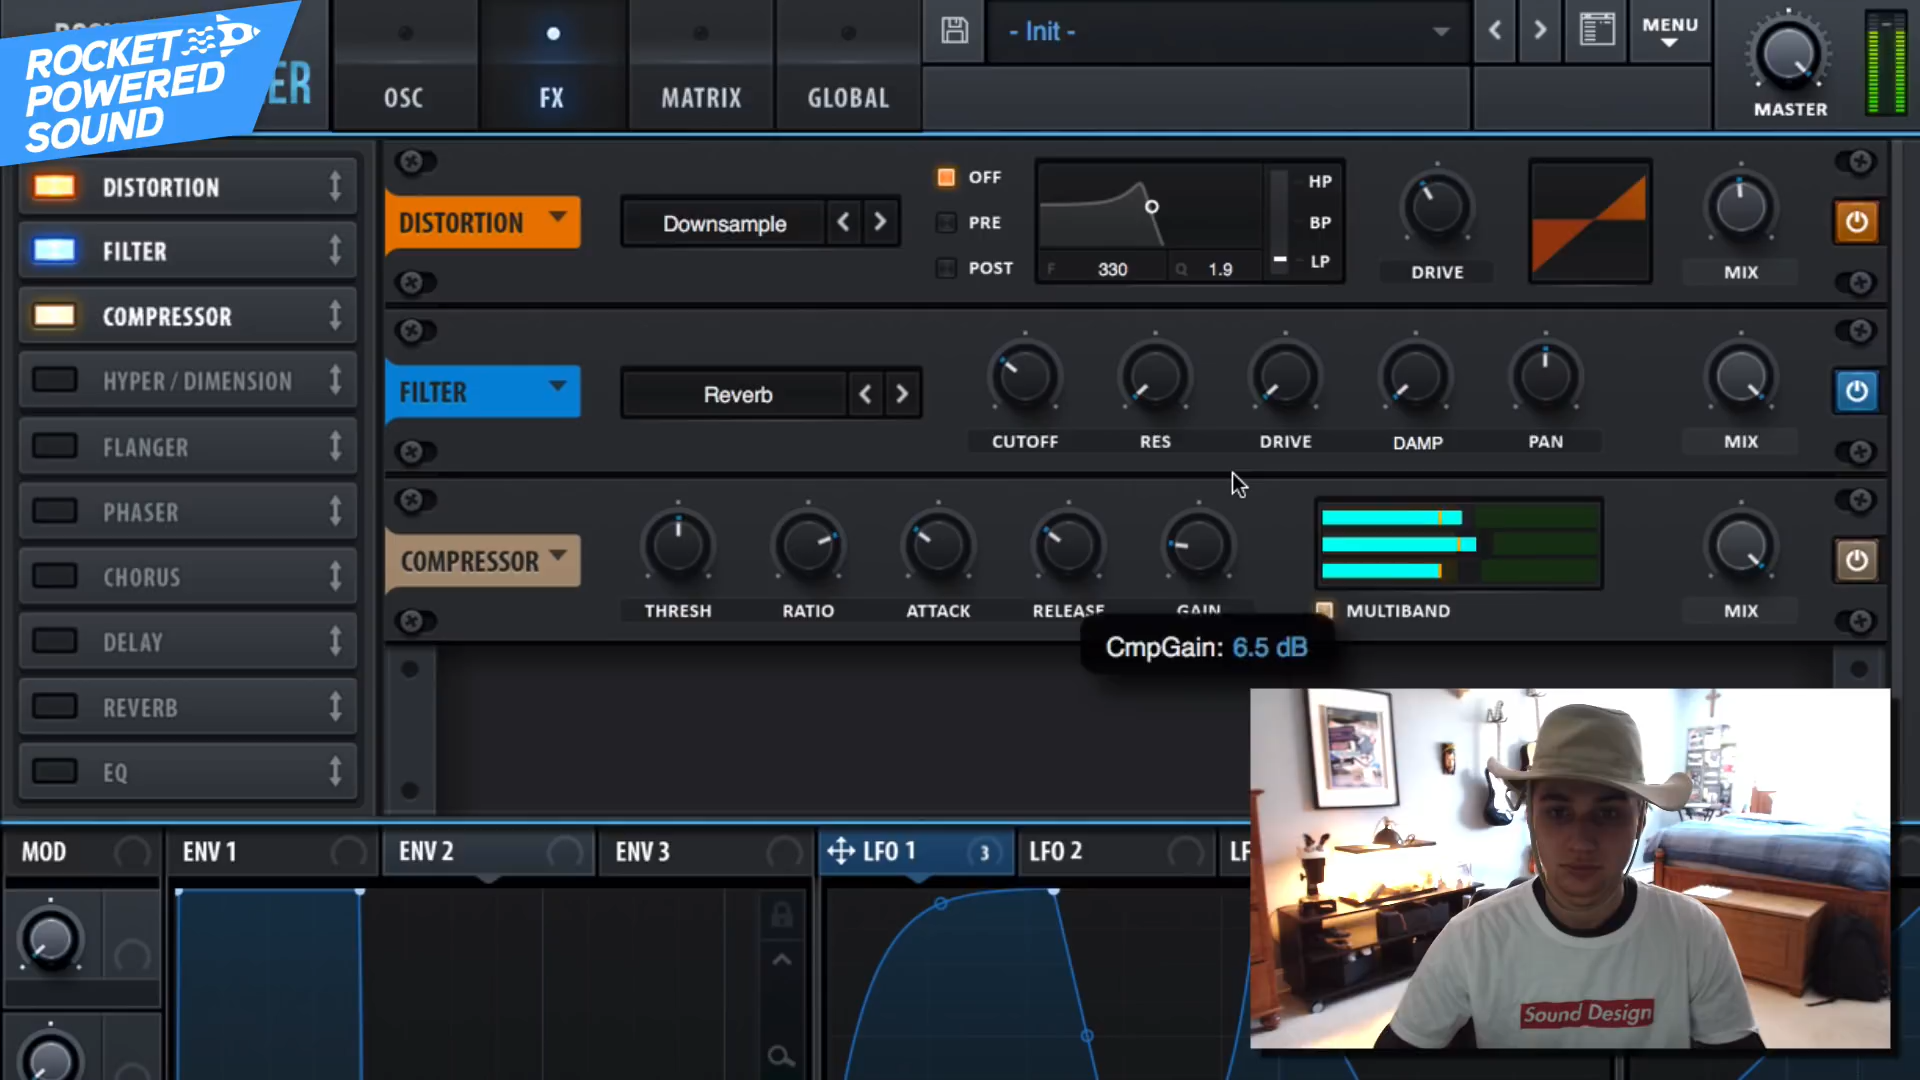 ROCKET
POWERED
SOUND
ER
OSC
FX
MATRIX
GLOBAL
- Init -
MENU
MASTER
DISTORTION
FILTER
COMPRESSOR
HYPER / DIMENSION
FLANGER
PHASER
CHORUS
DELAY
REVERB
EQ
DISTORTION
Downsample
OFF
PRE
POST
F 330 Q 1.9
HP
BP
LP
DRIVE
MIX
FILTER
Reverb
CUTOFF
RES
DRIVE
DAMP
PAN
MIX
COMPRESSOR
THRESH
RATIO
ATTACK
RELEASE
GAIN
MULTIBAND
MIX
CmpGain: 6.5 dB
MOD
ENV 1
ENV 2
ENV 3
LFO 1
3
LFO 2
LF
Sound Design